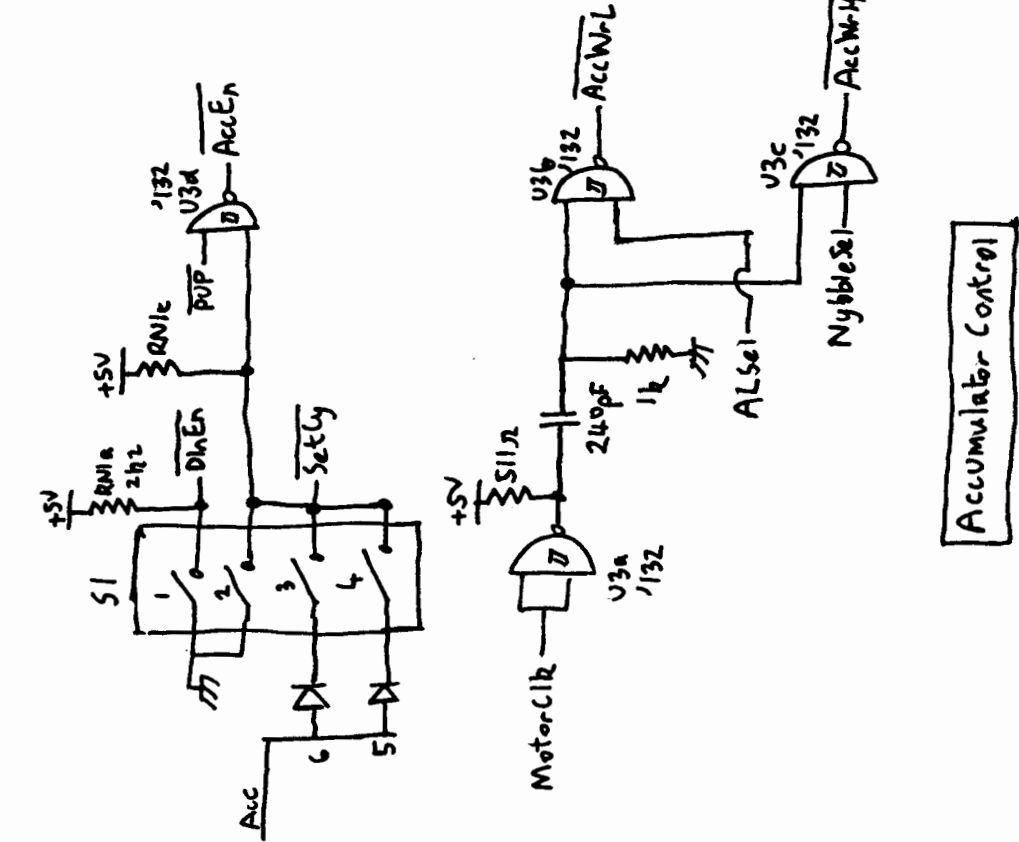 +5V
RN1a
2k2
+5V
RN1c
DInEn
PUP
'132
U3d
AccEn
S1
1
2
3
4
SetCy
6
5
Acc
MotorClk
U3a
'132
+5V
511Ω
240pF
1k
ALSel
U3b
'132
AccWrL
NybbleSel
U3c
'132
AccWrH
Accumulator Control